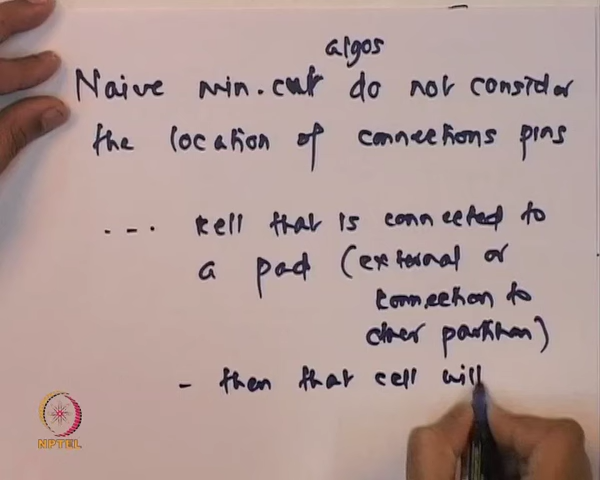 algos
Naive min.cut do not consider
the location of connections pins
... cell that is connected to
a pad (external or
connection to
other partition)
- then that cell will
NPTEL